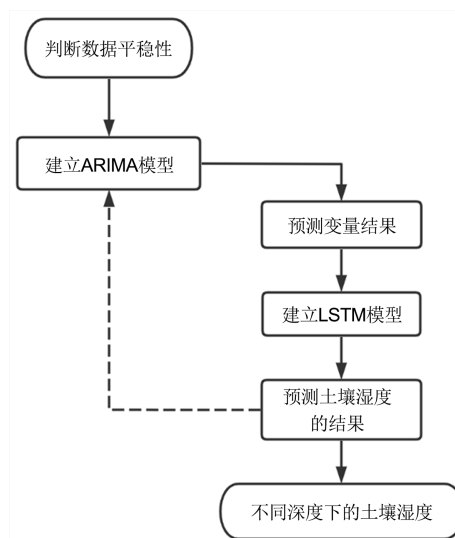 判断数据平稳性
建立ARIMA模型
预测变量结果
建立LSTM模型
预测土壤湿度
的结果
不同深度下的土壤湿度